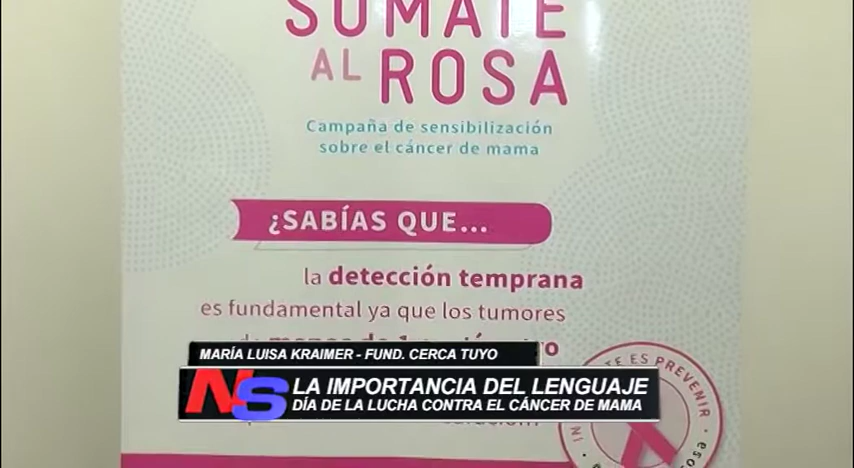 SUMATE
AL ROSA
Campaña de sensibilización
sobre el cáncer de mama
¿SABÍAS QUE...
la detección temprana
es fundamental ya que los tumores
MARÍA LUISA KRAIMER - FUND. CERCA TUYO
NS LA IMPORTANCIA DEL LENGUAJE
DÍA DE LA LUCHA CONTRA EL CÁNCER DE MAMA
ES PREVENIR